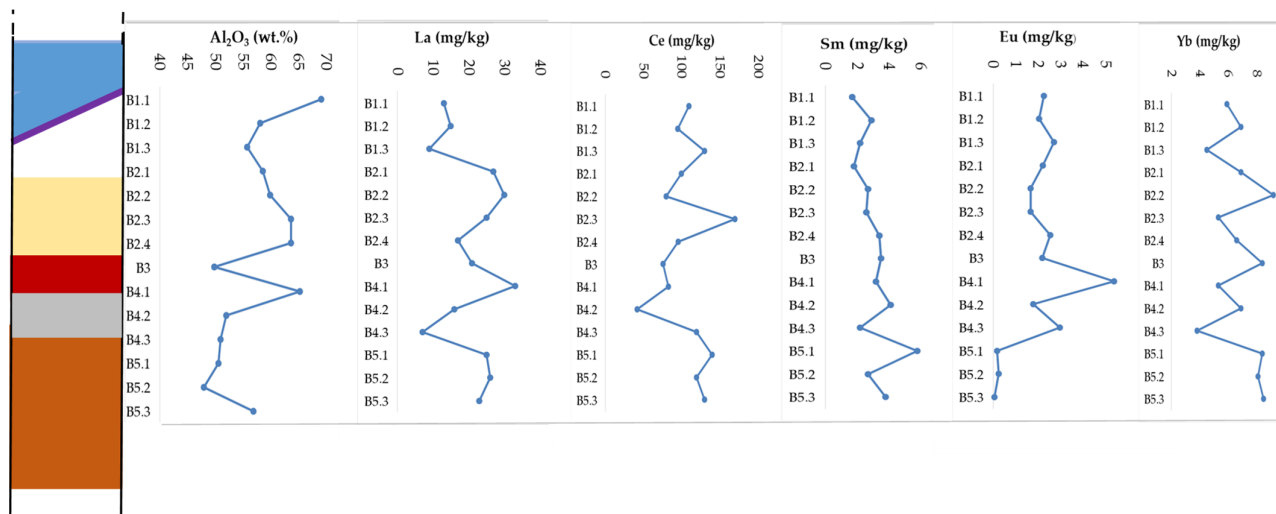 Al₂O₃ (wt.%)
40 45 50 55 60 65 70
B1.1
B1.2
B1.3
B2.1
B2.2
B2.3
B2.4
B3
B4.1
B4.2
B4.3
B5.1
B5.2
B5.3
La (mg/kg)
0 10 20 30 40
B1.1
B1.2
B1.3
B2.1
B2.2
B2.3
B2.4
B3
B4.1
B4.2
B4.3
B5.1
B5.2
B5.3
Ce (mg/kg)
0 50 100 150 200
B1.1
B1.2
B1.3
B2.1
B2.2
B2.3
B2.4
B3
B4.1
B4.2
B4.3
B5.1
B5.2
B5.3
Sm (mg/kg)
0 2 4 6
B1.1
B1.2
B1.3
B2.1
B2.2
B2.3
B2.4
B3
B4.1
B4.2
B4.3
B5.1
B5.2
B5.3
Eu (mg/kg)
0 1 2 3 4 5
B1.1
B1.2
B1.3
B2.1
B2.2
B2.3
B2.4
B3
B4.1
B4.2
B4.3
B5.1
B5.2
B5.3
Yb (mg/kg)
2 4 6 8
B1.1
B1.2
B1.3
B2.1
B2.2
B2.3
B2.4
B3
B4.1
B4.2
B4.3
B5.1
B5.2
B5.3